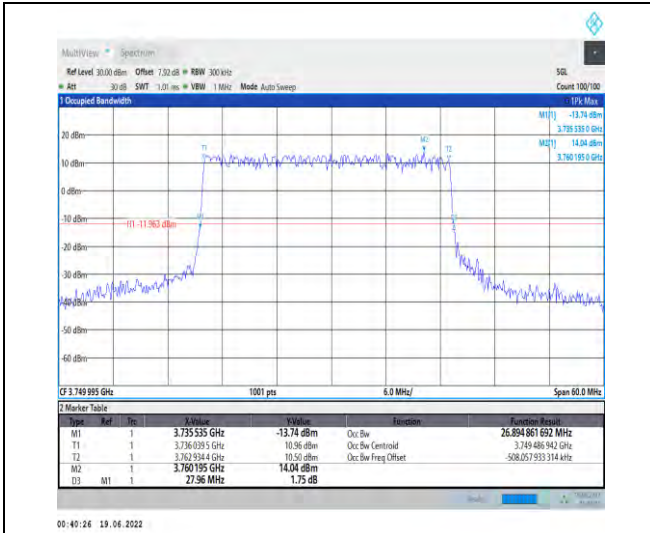 MultiView Spectrum
Ref Level 30.00 dBm Offset 7.92 dB RBW 300 kHz SGL
Att 30 dB SWT 1.01 ms VBW 1 MHz Mode Auto Sweep Count 100/100
1 Occupied Bandwidth 1Pk Max
M1[1] -13.74 dBm
3.735 535 0 GHz
M2[1] 14.04 dBm
3.760 195 0 GHz
20 dBm
M2
T1 T2
10 dBm
0 dBm
-10 dBm
H1 -11.963 dBm
-20 dBm
-30 dBm
-40 dBm
-50 dBm
-60 dBm
CF 3.749 995 GHz 1001 pts 6.0 MHz/ Span 60.0 MHz
2 Marker Table
Type Ref Trc X-Value Y-Value Function Function Result
M1 1 3.735 535 GHz -13.74 dBm Occ Bw 26.894 861 692 MHz
T1 1 3.736 039 5 GHz 10.96 dBm Occ Bw Centroid 3.749 486 942 GHz
T2 1 3.762 934 4 GHz 10.50 dBm Occ Bw Freq Offset -508.057 933 314 kHz
M2 1 3.760 195 GHz 14.04 dBm
D3 M1 1 27.96 MHz 1.75 dB
00:40:26 19.06.2022